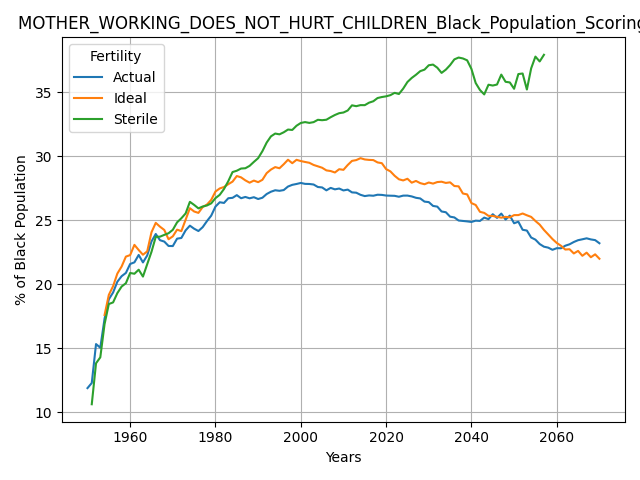 MOTHER_WORKING_DOES_NOT_HURT_CHILDREN_Black_Population_Scoring
Fertility
Actual
Ideal
Sterile
% of Black Population
35
30
25
20
15
10
1960
1980
2000
2020
2040
2060
Years